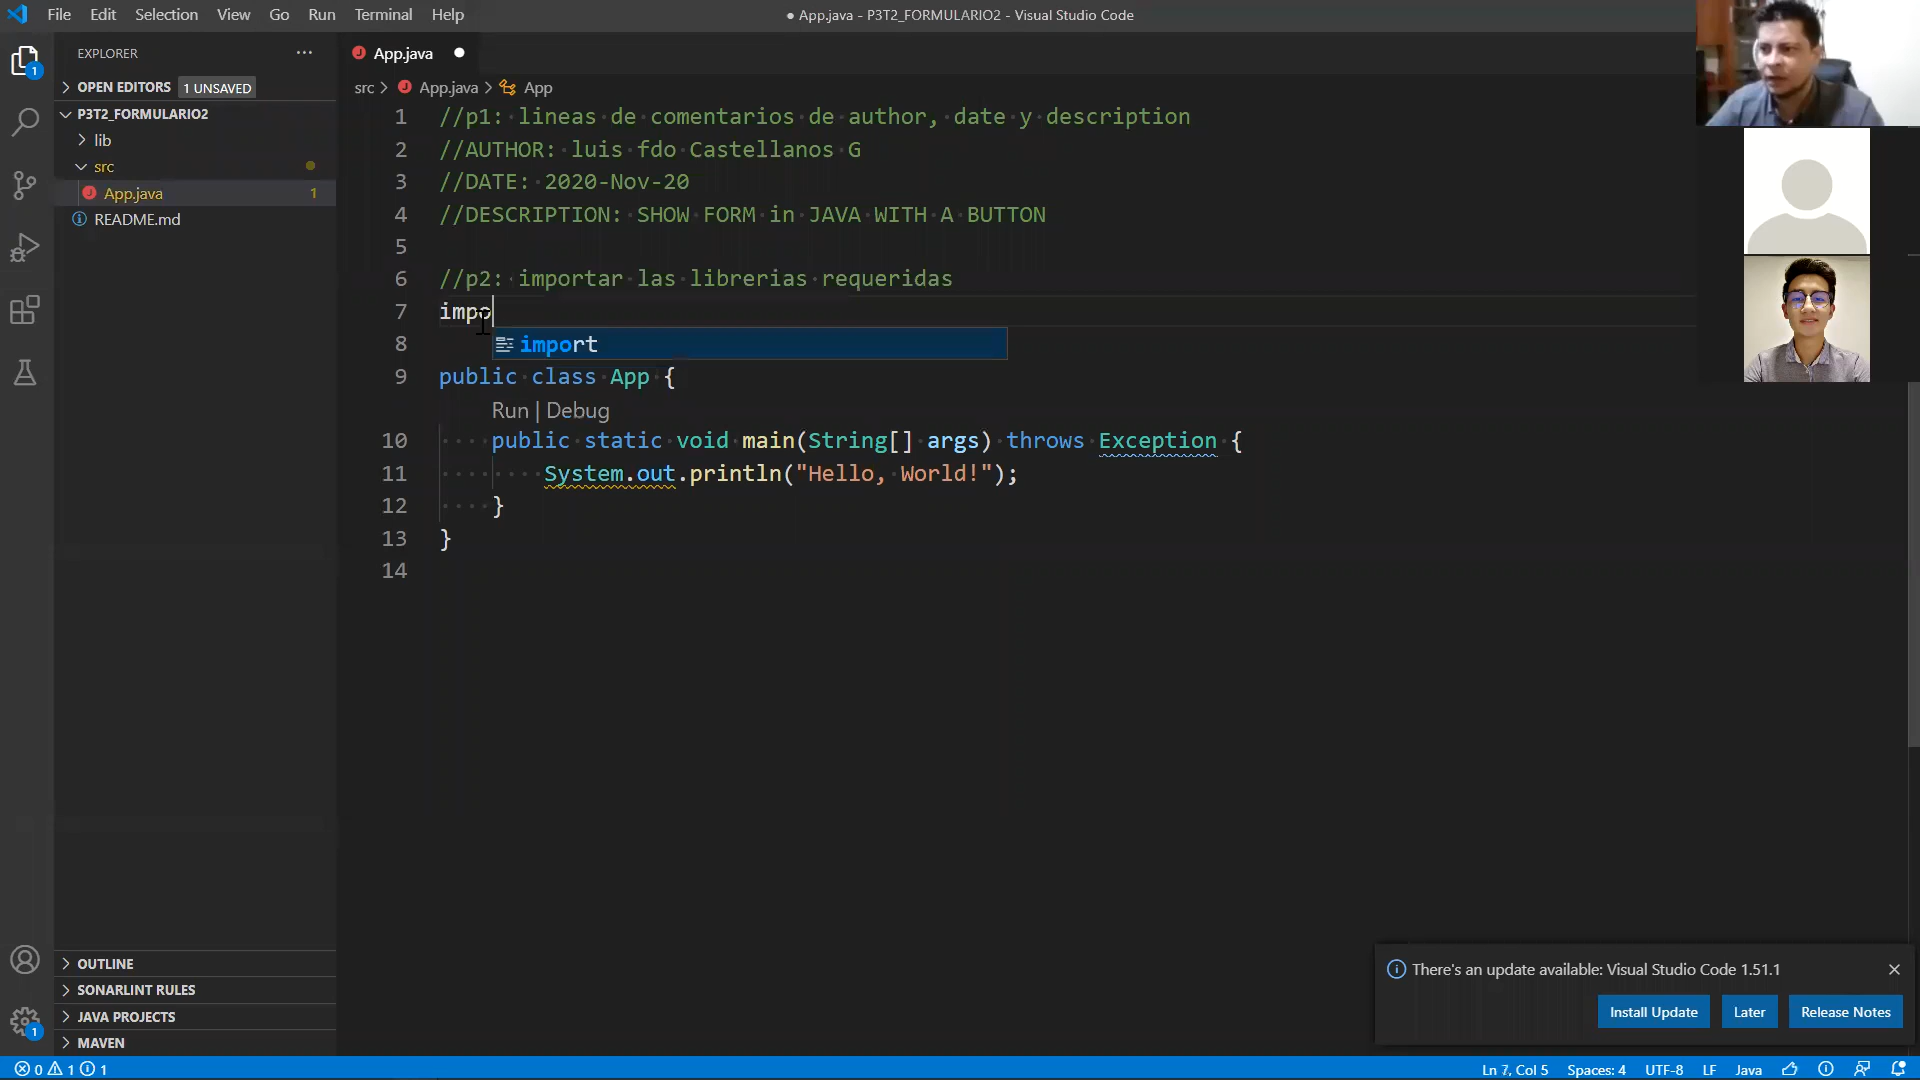 File Edit Selection View Go Run Terminal Help
● App.java - P3T2_FORMULARIO2 - Visual Studio Code
EXPLORER
OPEN EDITORS 1 UNSAVED
P3T2_FORMULARIO2
lib
src
App.java 1
README.md
OUTLINE
SONARLINT RULES
JAVA PROJECTS
MAVEN
App.java
src > App.java > App
1 //p1: lineas de comentarios de author, date y description
2 //AUTHOR: luis fdo Castellanos G
3 //DATE: 2020-Nov-20
4 //DESCRIPTION: SHOW FORM in JAVA WITH A BUTTON
5
6 //p2: importar las librerias requeridas
7 impo
import
8
9 public class App {
Run | Debug
10 public static void main(String[] args) throws Exception {
11 System.out.println("Hello, World!");
12 }
13 }
14
There's an update available: Visual Studio Code 1.51.1
Install Update Later Release Notes
1
1
0 1 1
Ln 7, Col 5 Spaces: 4 UTF-8 LF Java